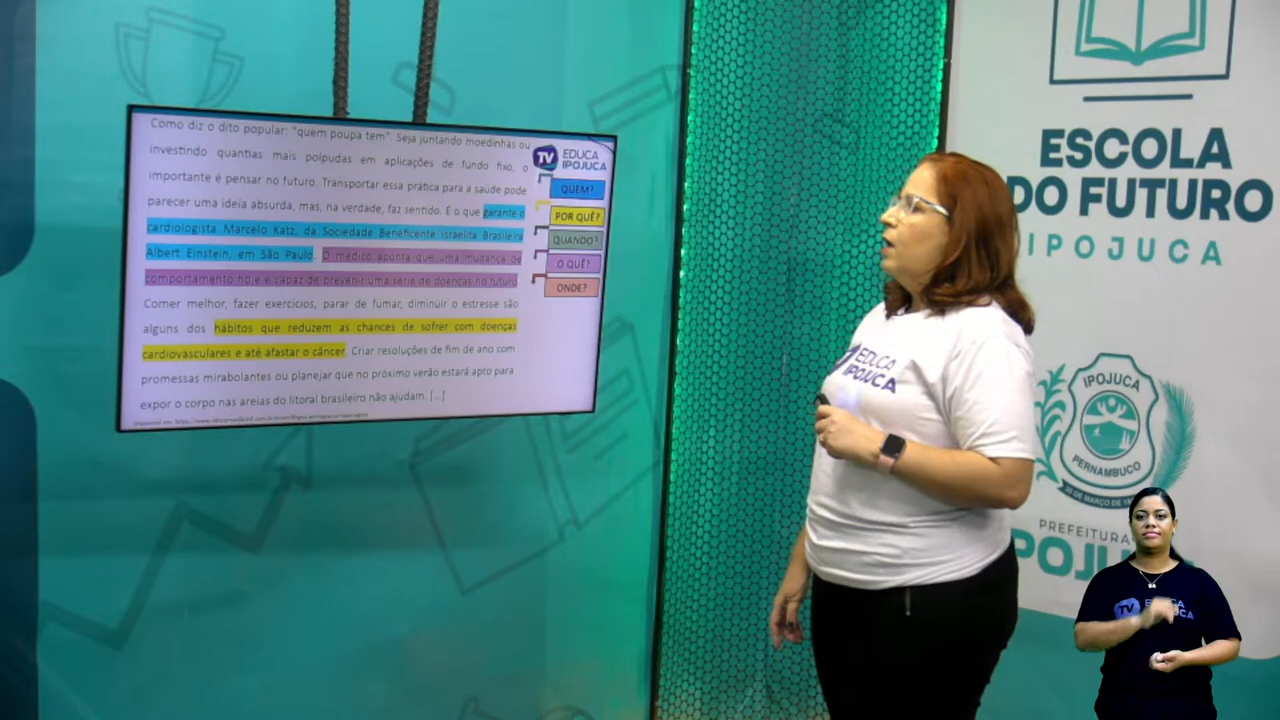 Como diz o dito popular: "quem poupa tem". Seja juntando moedinhas ou
investindo quantias mais polpudas em aplicações de fundo fixo, o
importante é pensar no futuro. Transportar essa prática para a saúde pode
parecer uma ideia absurda, mas, na verdade, faz sentido. E o que garante o
cardiologista Marcelo Katz, da Sociedade Beneficente Israelita Brasileira
Albert Einstein, em São Paulo. O médico aponta que uma mudança de
comportamento hoje é capaz de prevenir uma série de doenças no futuro.
Comer melhor, fazer exercícios, parar de fumar, diminuir o estresse são
alguns dos hábitos que reduzem as chances de sofrer com doenças
cardiovasculares e até afastar o câncer. Criar resoluções de fim de ano com
promessas mirabolantes ou planejar que no próximo verão estará apto para
expor o corpo nas areias do litoral brasileiro não ajudam. [...]
TV EDUCA
IPOJUCA
QUEM?
POR QUÊ?
QUANDO?
O QUÊ?
ONDE?
ESCOLA
DO FUTURO
IPOJUCA
EDUCA
IPOJUCA
IPOJUCA
PERNAMBUCO
30 DE MARÇO DE
PREFEITURA
TV